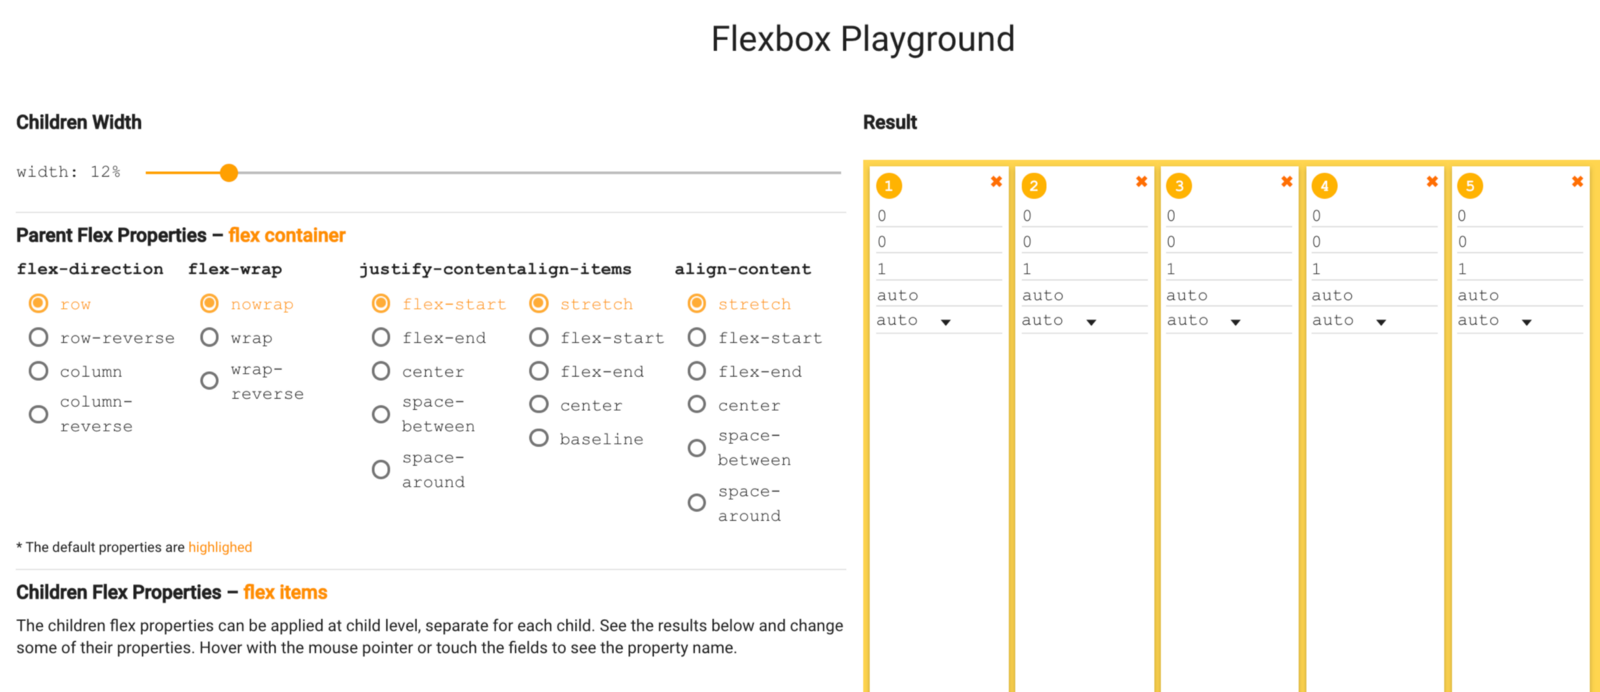 Flexbox Playground
Children Width
width: 12%
Parent Flex Properties – flex container
flex-direction
row
row-reverse
column
column-
reverse
flex-wrap
nowrap
wrap
wrap-
reverse
justify-content
flex-start
flex-end
center
space-
between
space-
around
align-items
stretch
flex-start
flex-end
center
baseline
align-content
stretch
flex-start
flex-end
center
space-
between
space-
around
* The default properties are highlighed
Children Flex Properties – flex items
The children flex properties can be applied at child level, separate for each child. See the results below and change
some of their properties. Hover with the mouse pointer or touch the fields to see the property name.
Result
1
0
0
1
auto
auto
2
0
0
1
auto
auto
3
0
0
1
auto
auto
4
0
0
1
auto
auto
5
0
0
1
auto
auto